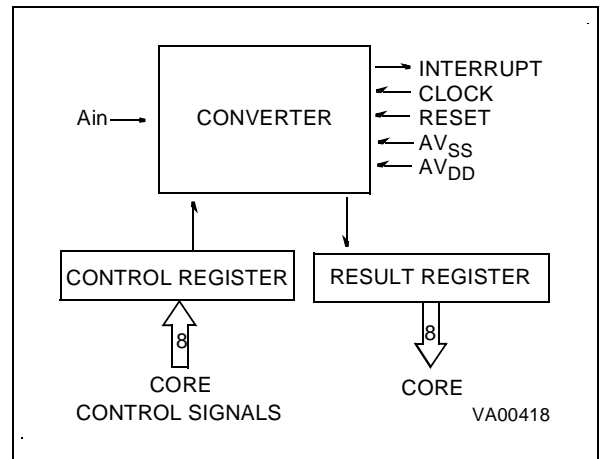 INTERRUPT
CLOCK
Ain
CONVERTER
RESET
AVSS
AVDD
CONTROL REGISTER
RESULT REGISTER
8
8
CORE
CONTROL SIGNALS
CORE
VA00418